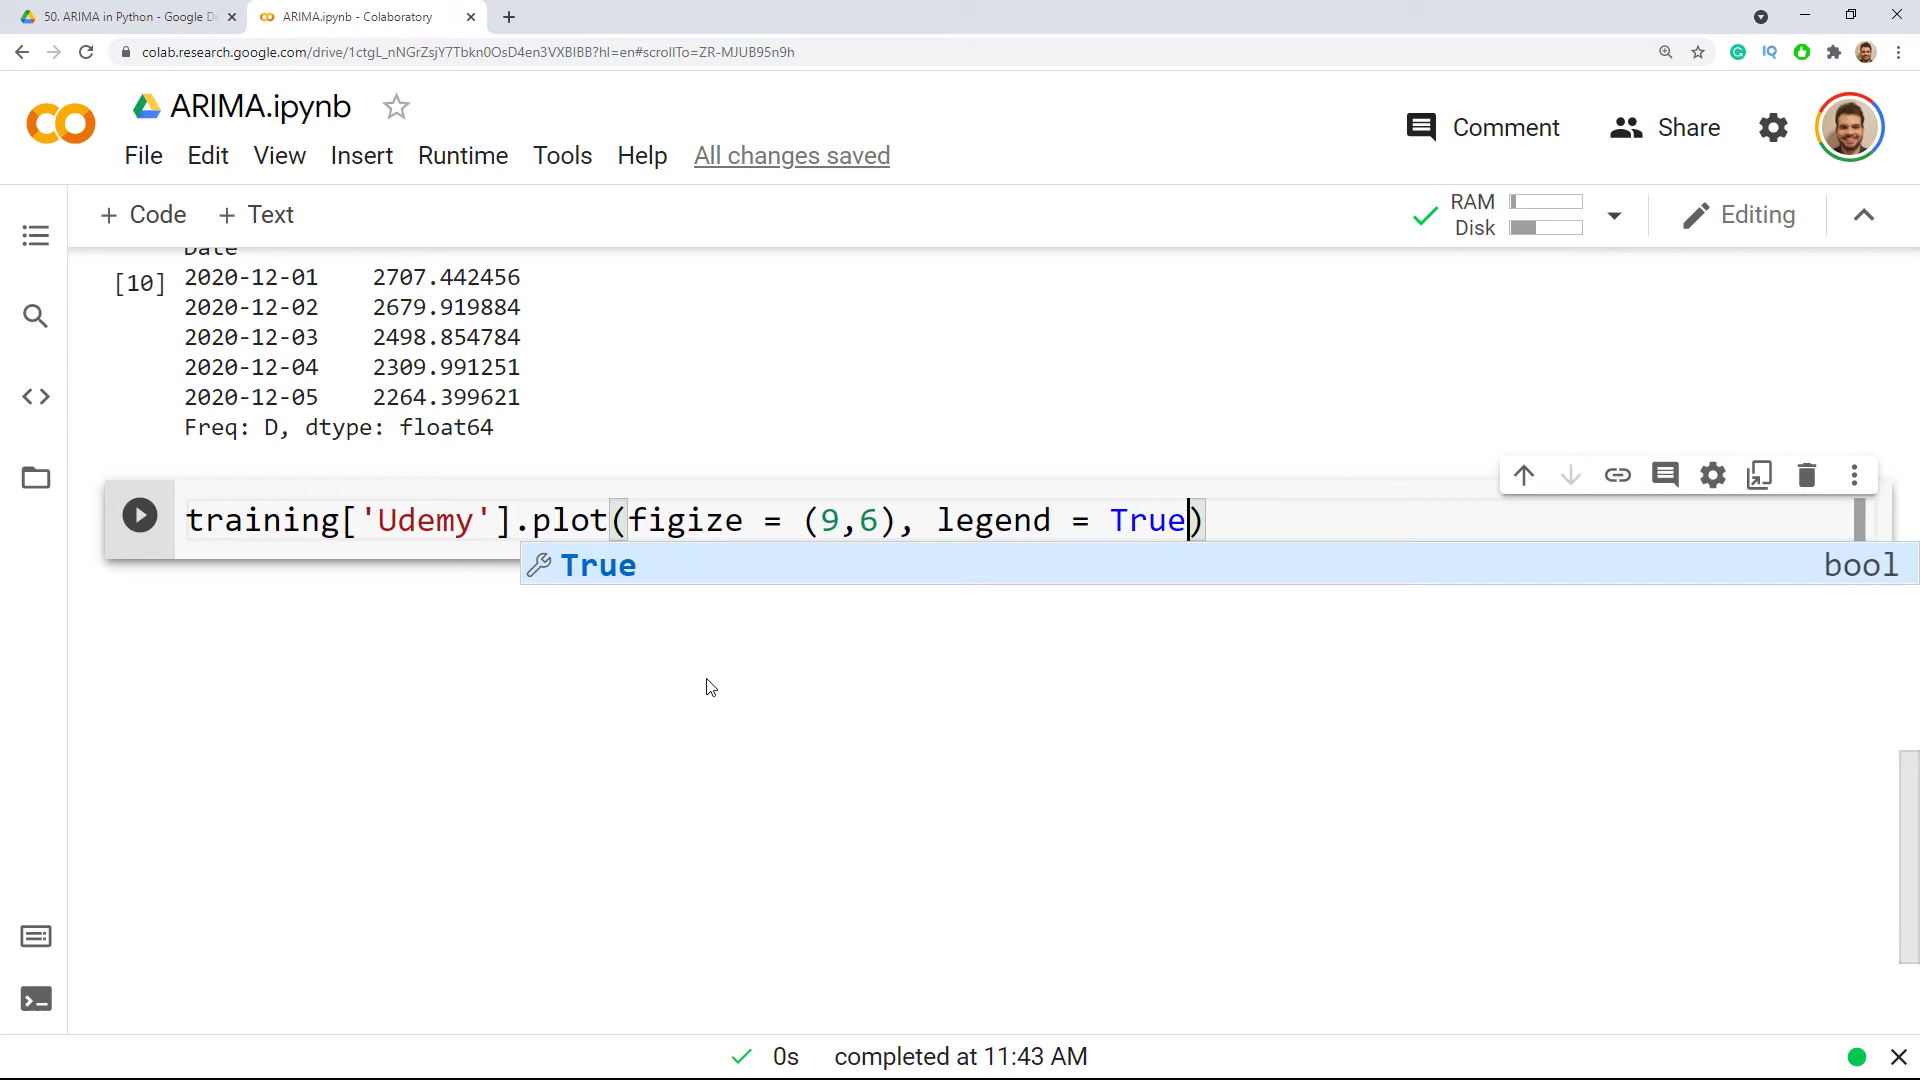 50. ARIMA in Python - Google Dr
ARIMA.ipynb - Colaboratory
colab.research.google.com/drive/1ctgL_nNGrZsjY7Tbkn0OsD4en3VXBIBB?hl=en#scrollTo=ZR-MJUB95n9h
IQ
ARIMA.ipynb
Comment
Share
File Edit View Insert Runtime Tools Help All changes saved
+ Code + Text
RAM
Disk
Editing
Date
[10]
2020-12-01 2707.442456
2020-12-02 2679.919884
2020-12-03 2498.854784
2020-12-04 2309.991251
2020-12-05 2264.399621
Freq: D, dtype: float64
training['Udemy'].plot(figize = (9,6), legend = True)
True bool
0s completed at 11:43 AM